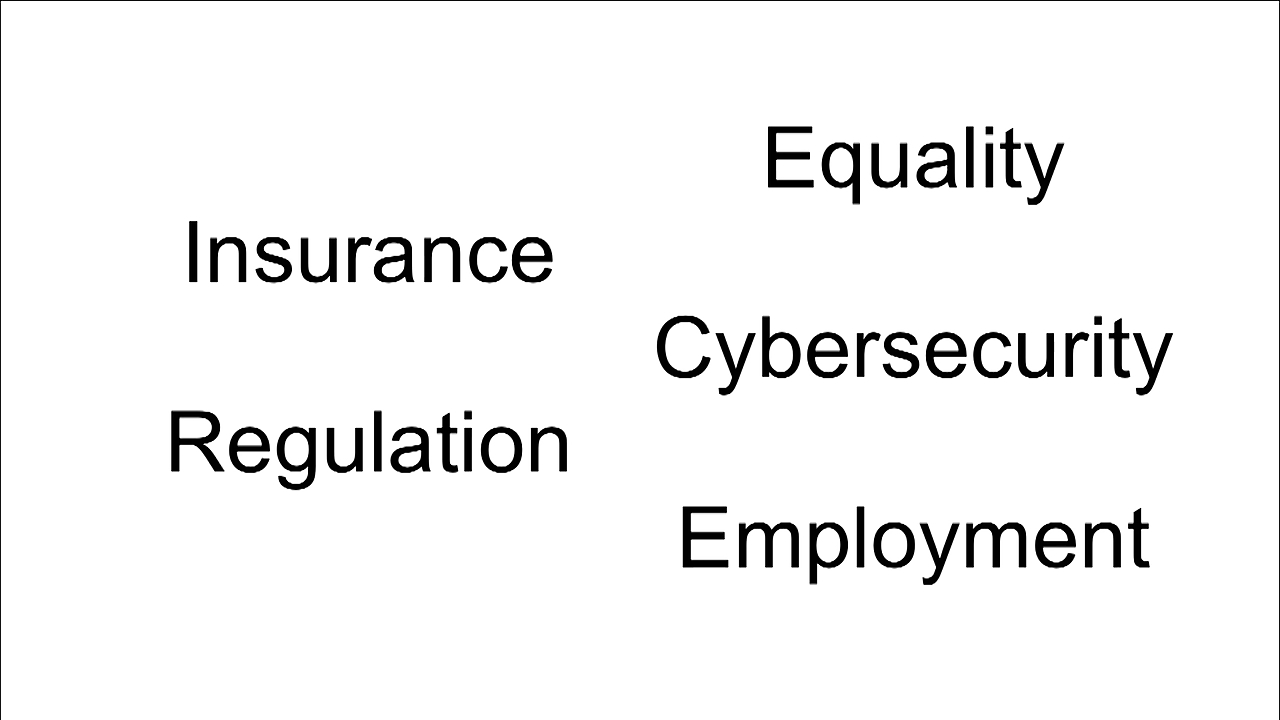 Insurance
Regulation
Equality
Cybersecurity
Employment